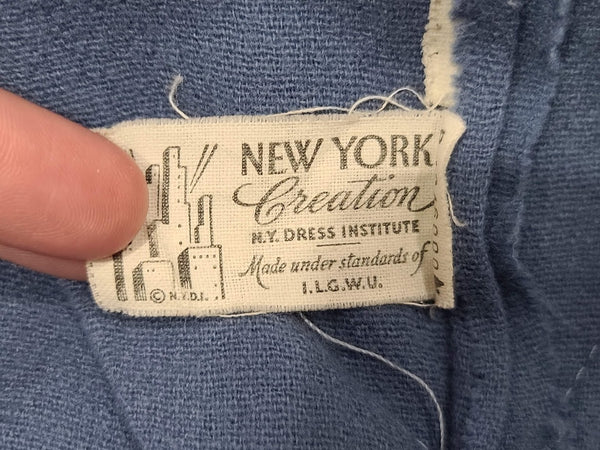 NEW YORK
Creation
N.Y. DRESS INSTITUTE
Made under standards of
I.L.G.W.U.
© N.Y.D.I.